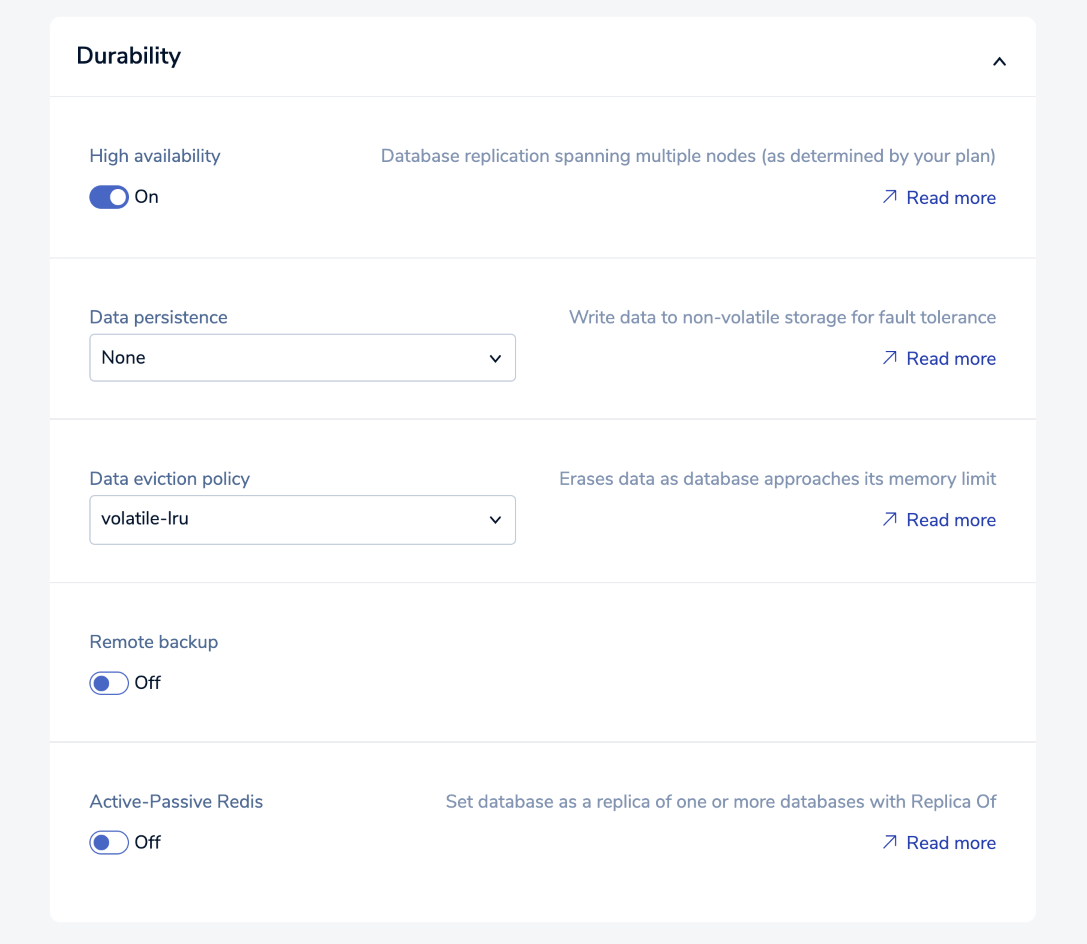 Durability
High availability
Database replication spanning multiple nodes (as determined by your plan)
On
Read more
Data persistence
Write data to non-volatile storage for fault tolerance
None
Read more
Data eviction policy
Erases data as database approaches its memory limit
volatile-lru
Read more
Remote backup
Off
Active-Passive Redis
Set database as a replica of one or more databases with Replica Of
Off
Read more